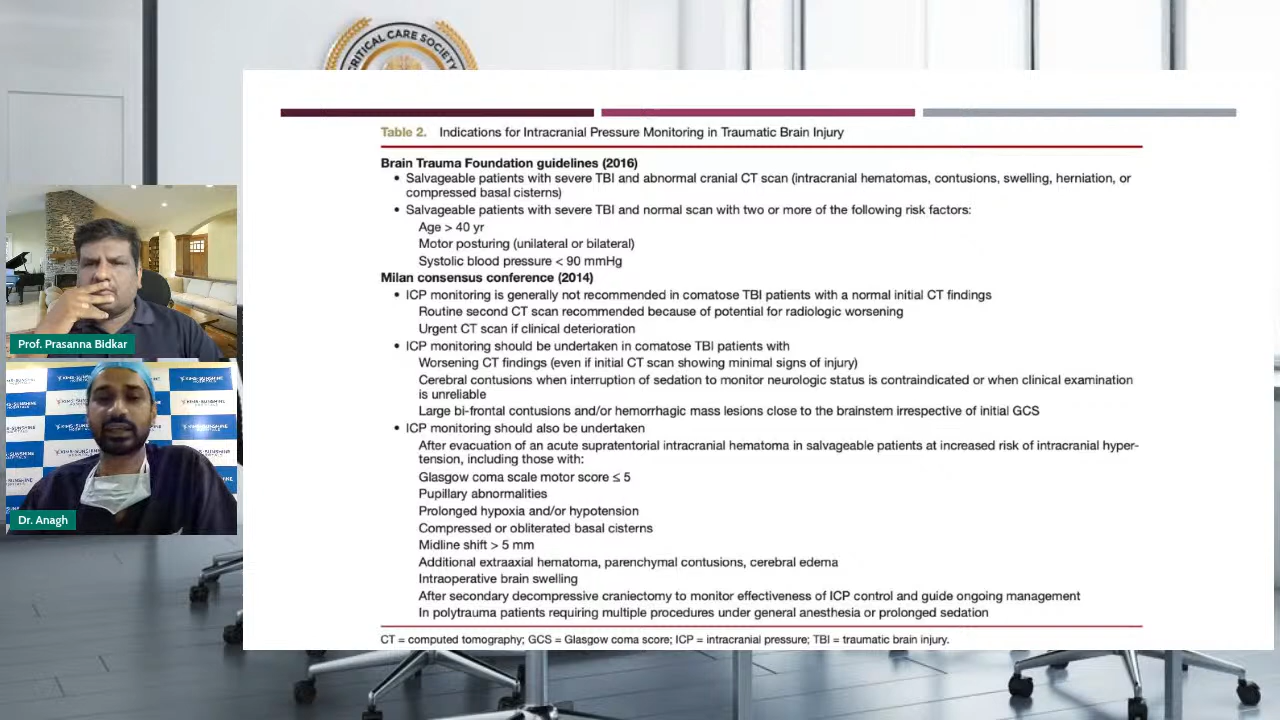 CRITICAL CARE SOCIETY
Table 2. Indications for Intracranial Pressure Monitoring in Traumatic Brain Injury
Brain Trauma Foundation guidelines (2016)
• Salvageable patients with severe TBI and abnormal cranial CT scan (intracranial hematomas, contusions, swelling, herniation, or
compressed basal cisterns)
• Salvageable patients with severe TBI and normal scan with two or more of the following risk factors:
Age > 40 yr
Motor posturing (unilateral or bilateral)
Systolic blood pressure < 90 mmHg
Milan consensus conference (2014)
• ICP monitoring is generally not recommended in comatose TBI patients with a normal initial CT findings
Routine second CT scan recommended because of potential for radiologic worsening
Urgent CT scan if clinical deterioration
• ICP monitoring should be undertaken in comatose TBI patients with
Worsening CT findings (even if initial CT scan showing minimal signs of injury)
Cerebral contusions when interruption of sedation to monitor neurologic status is contraindicated or when clinical examination
is unreliable
Large bi-frontal contusions and/or hemorrhagic mass lesions close to the brainstem irrespective of initial GCS
• ICP monitoring should also be undertaken
After evacuation of an acute supratentorial intracranial hematoma in salvageable patients at increased risk of intracranial hyper-
tension, including those with:
Glasgow coma scale motor score ≤ 5
Pupillary abnormalities
Prolonged hypoxia and/or hypotension
Compressed or obliterated basal cisterns
Midline shift > 5 mm
Additional extraaxial hematoma, parenchymal contusions, cerebral edema
Intraoperative brain swelling
After secondary decompressive craniectomy to monitor effectiveness of ICP control and guide ongoing management
In polytrauma patients requiring multiple procedures under general anesthesia or prolonged sedation
CT = computed tomography; GCS = Glasgow coma score; ICP = intracranial pressure; TBI = traumatic brain injury.
Prof. Prasanna Bidkar
KIMS-SUNSHINE
Dr. Anagh